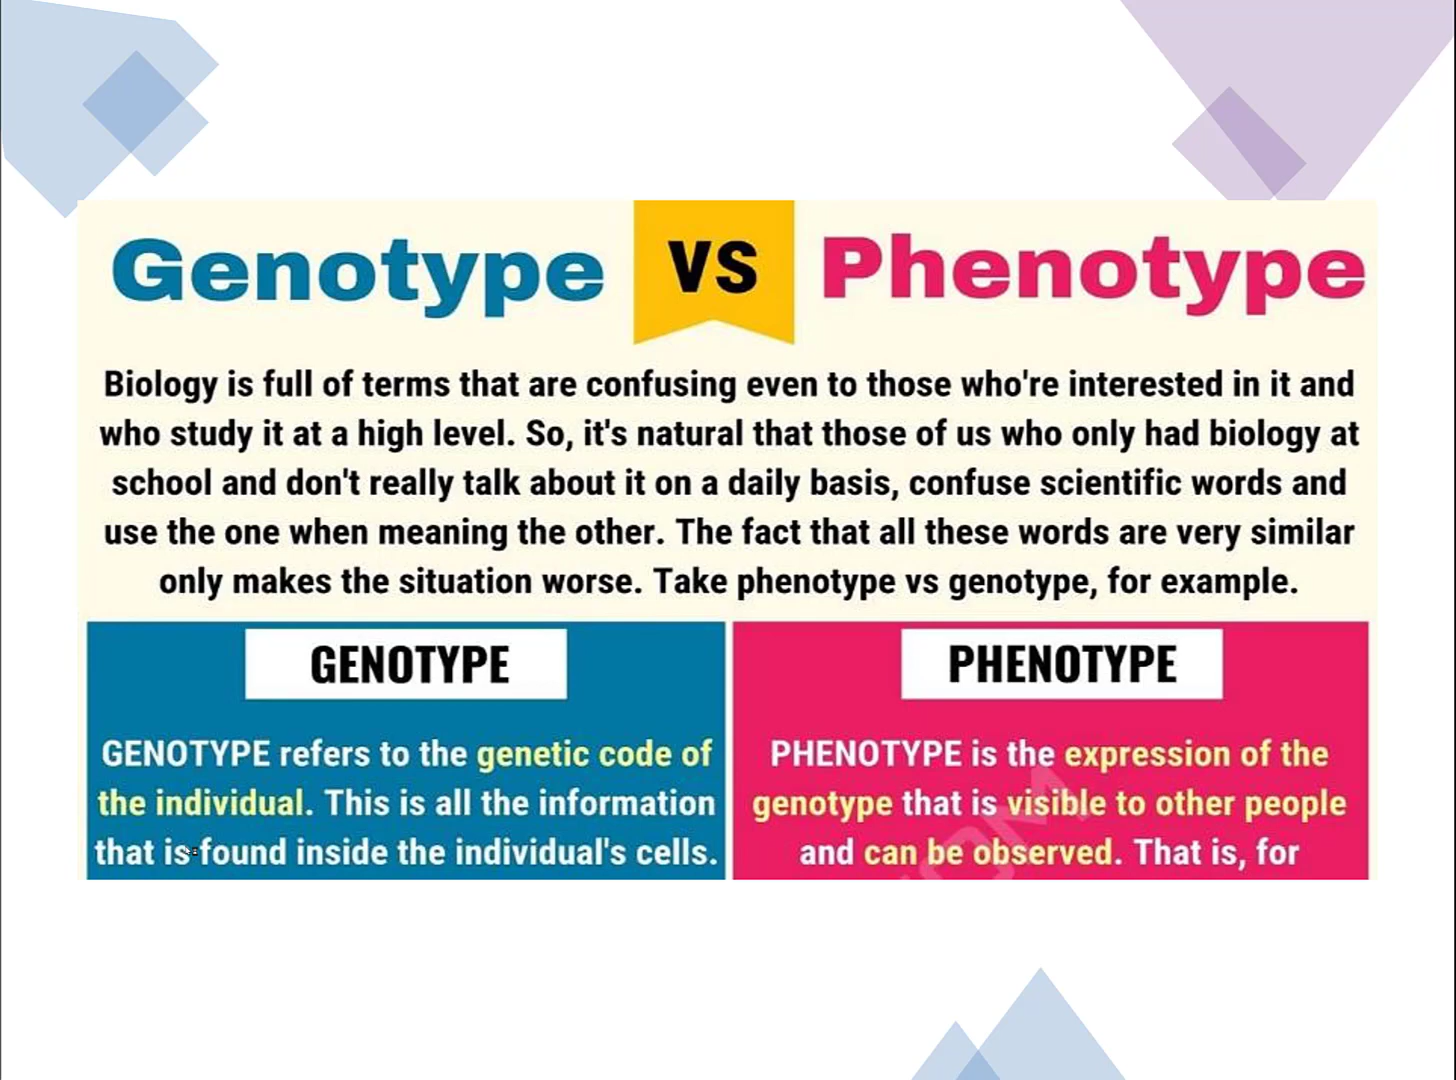 Genotype VS Phenotype
Biology is full of terms that are confusing even to those who're interested in it and
who study it at a high level. So, it's natural that those of us who only had biology at
school and don't really talk about it on a daily basis, confuse scientific words and
use the one when meaning the other. The fact that all these words are very similar
only makes the situation worse. Take phenotype vs genotype, for example.
GENOTYPE
GENOTYPE refers to the genetic code of
the individual. This is all the information
that is found inside the individual's cells.
PHENOTYPE
PHENOTYPE is the expression of the
genotype that is visible to other people
and can be observed. That is, for